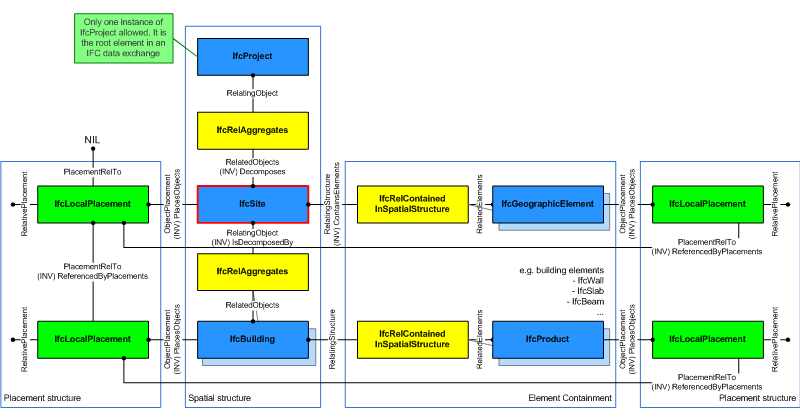 Only one instance of
IfcProject allowed. It is
the root element in an
IFC data exchange
IfcProject
RelatingObject
IfcRelAggregates
RelatedObjects
(INV) Decomposes
NIL
PlacementRelTo
RelativePlacement
IfcLocalPlacement
ObjectPlacement
(INV) PlacesObjects
IfcSite
RelatingStructure
(INV) ContainsElements
IfcRelContained
InSpatialStructure
RelatedElements
IfcGeographicElement
ObjectPlacement
(INV) PlacesObjects
IfcLocalPlacement
RelativePlacement
RelatingObject
(INV) IsDecomposedBy
PlacementRelTo
(INV) ReferencedByPlacements
PlacementRelTo
(INV) ReferencedByPlacements
IfcRelAggregates
RelatedObjects
e.g. building elements
- IfcWall
- IfcSlab
- IfcBeam
...
RelativePlacement
IfcLocalPlacement
ObjectPlacement
(INV) PlacesObjects
IfcBuilding
RelatingStructure
IfcRelContained
InSpatialStructure
RelatedElements
IfcProduct
ObjectPlacement
(INV) PlacesObjects
IfcLocalPlacement
RelativePlacement
PlacementRelTo
(INV) ReferencedByPlacements
Placement structure
Spatial structure
Element Containment
Placement structure